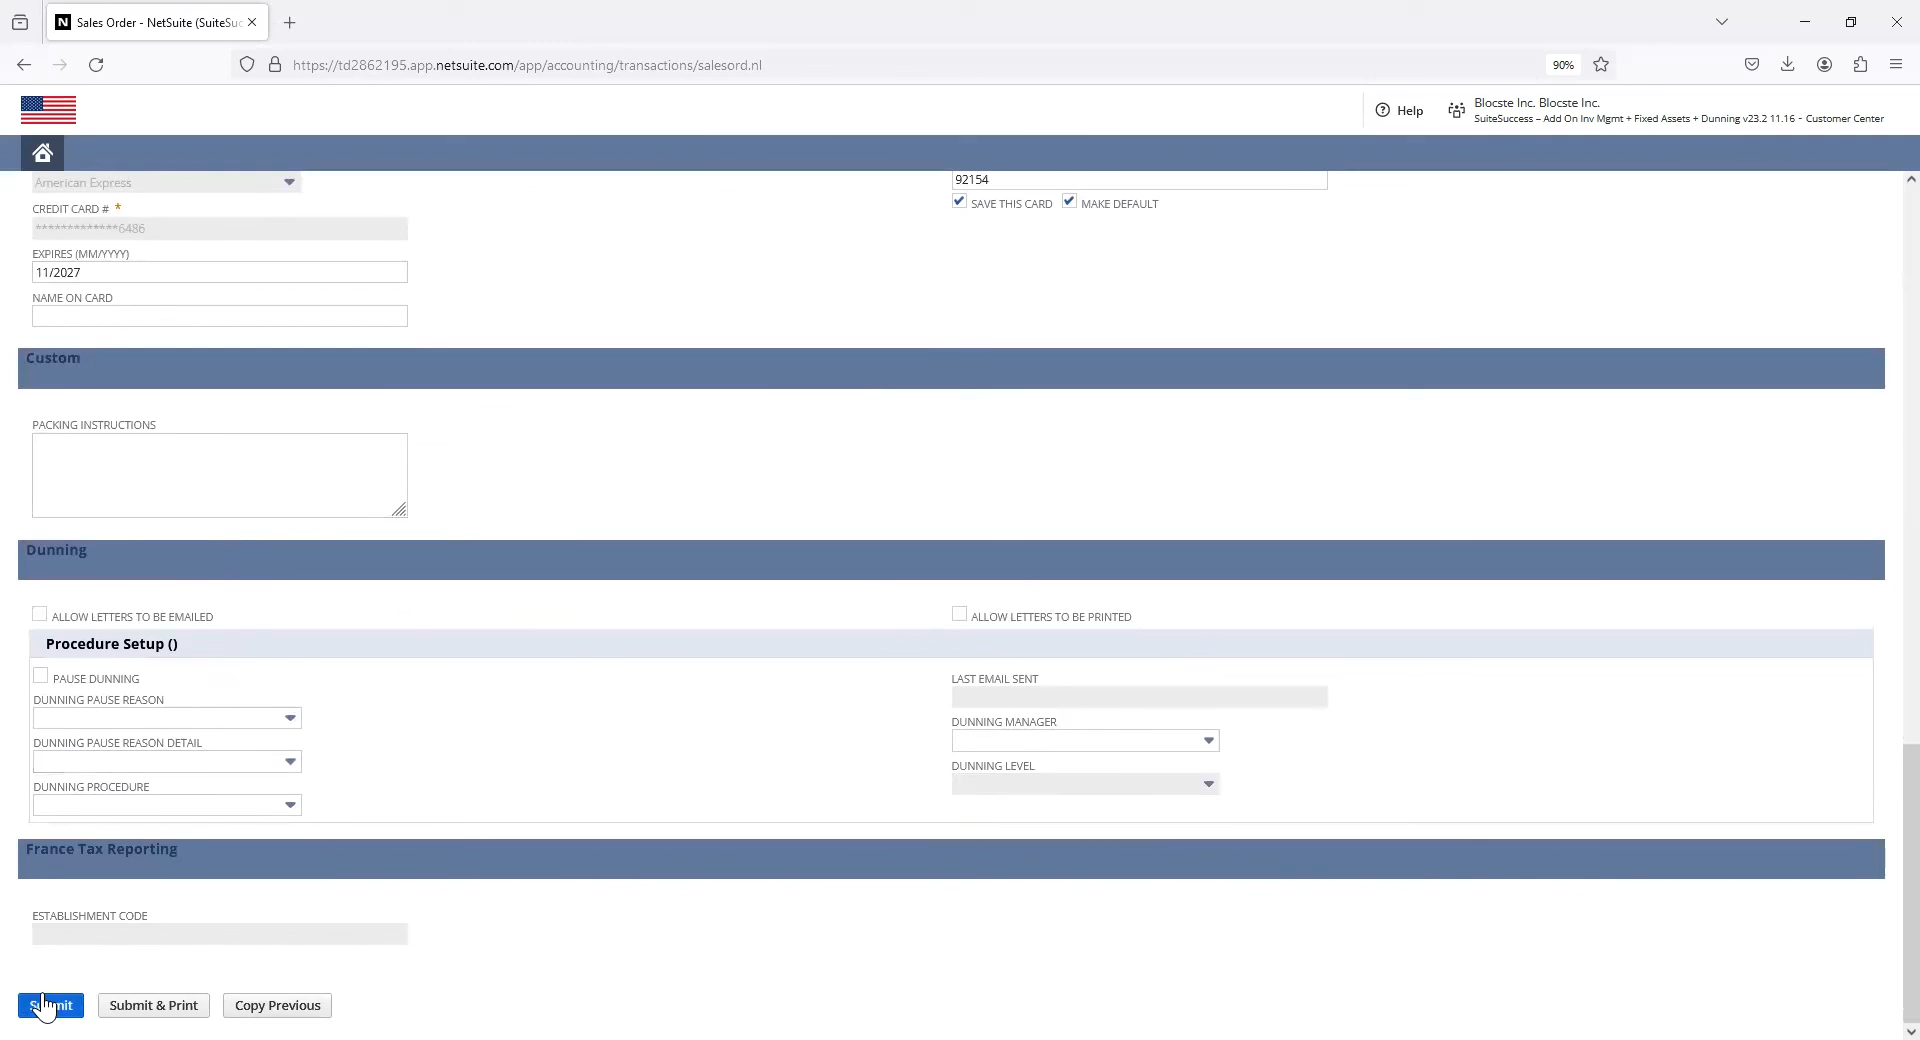 Sales Order - NetSuite (SuiteSuc
https://td2862195.app.netsuite.com/app/accounting/transactions/salesord.nl
90%
Help
Blocste Inc. Blocste Inc.
SuiteSuccess – Add On Inv Mgmt + Fixed Assets + Dunning v23.2 11.16 - Customer Center
American Express
92154
CREDIT CARD # *
SAVE THIS CARD
MAKE DEFAULT
*************6486
EXPIRES (MM/YYYY)
11/2027
NAME ON CARD
Custom
PACKING INSTRUCTIONS
Dunning
ALLOW LETTERS TO BE EMAILED
ALLOW LETTERS TO BE PRINTED
Procedure Setup ()
PAUSE DUNNING
LAST EMAIL SENT
DUNNING PAUSE REASON
DUNNING MANAGER
DUNNING PAUSE REASON DETAIL
DUNNING LEVEL
DUNNING PROCEDURE
France Tax Reporting
ESTABLISHMENT CODE
Submit
Submit & Print
Copy Previous